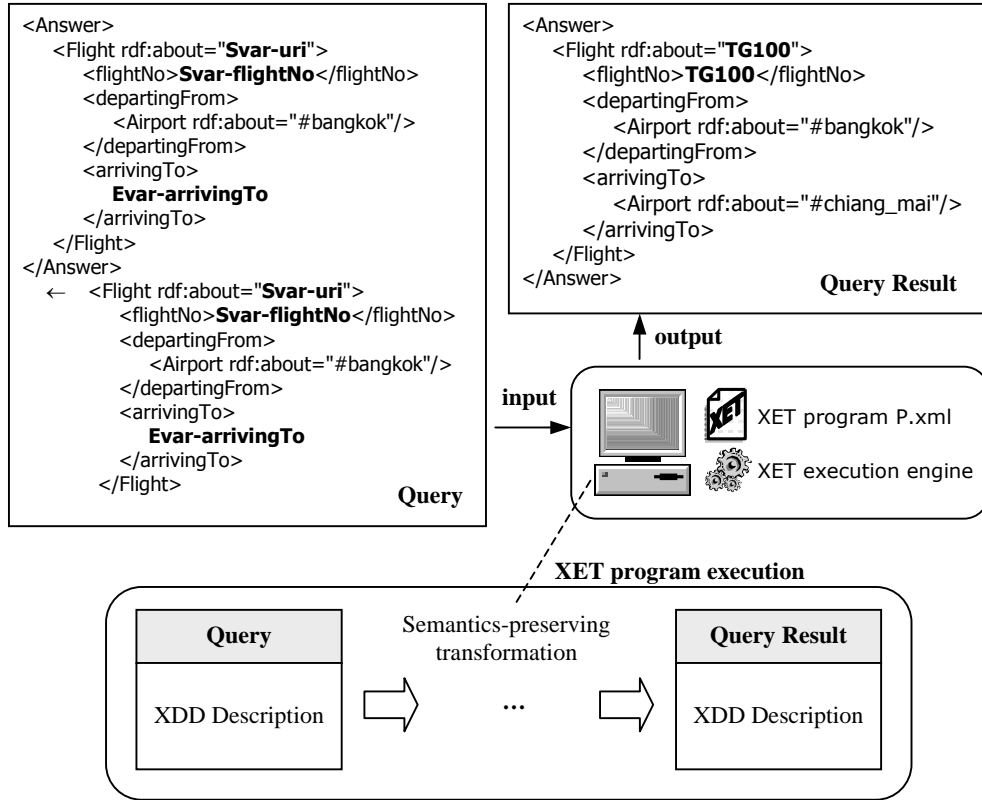 <Answer>
<Flight rdf:about="Svar-uri">
<flightNo>Svar-flightNo</flightNo>
<departingFrom>
<Airport rdf:about="#bangkok"/>
</departingFrom>
<arrivingTo>
Evar-arrivingTo
</arrivingTo>
</Flight>
</Answer>
← <Flight rdf:about="Svar-uri">
<flightNo>Svar-flightNo</flightNo>
<departingFrom>
<Airport rdf:about="#bangkok"/>
</departingFrom>
<arrivingTo>
Evar-arrivingTo
</arrivingTo>
</Flight>
Query
<Answer>
<Flight rdf:about="TG100">
<flightNo>TG100</flightNo>
<departingFrom>
<Airport rdf:about="#bangkok"/>
</departingFrom>
<arrivingTo>
<Airport rdf:about="#chiang_mai"/>
</arrivingTo>
</Flight>
</Answer>
Query Result
output
input
XET
XET program P.xml
XET execution engine
XET program execution
Query
XDD Description
Semantics-preserving
transformation
...
Query Result
XDD Description